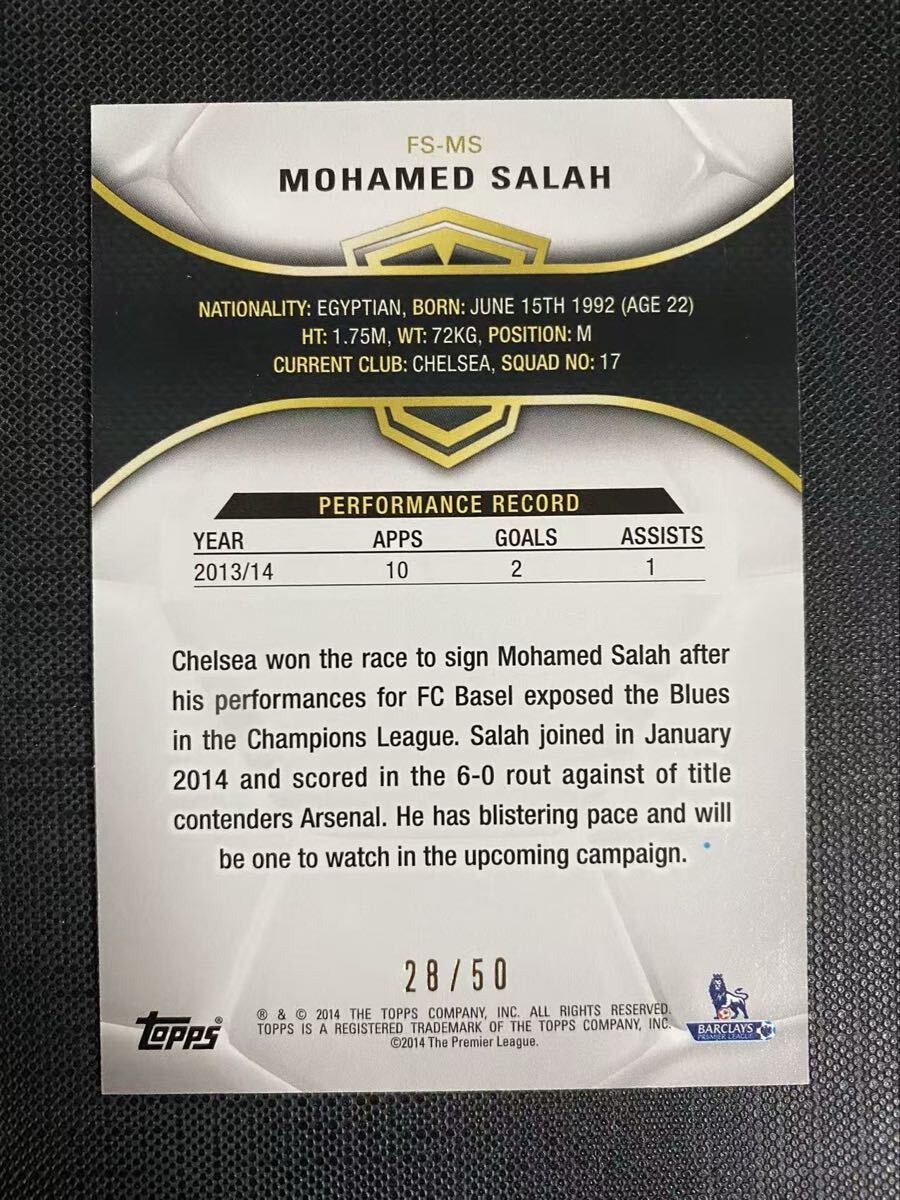 FS-MS
MOHAMED SALAH
NATIONALITY: EGYPTIAN, BORN: JUNE 15TH 1992 (AGE 22)
HT: 1.75M, WT: 72KG, POSITION: M
CURRENT CLUB: CHELSEA, SQUAD NO: 17
PERFORMANCE RECORD
YEAR APPS GOALS ASSISTS
2013/14 10 2 1
Chelsea won the race to sign Mohamed Salah after
his performances for FC Basel exposed the Blues
in the Champions League. Salah joined in January
2014 and scored in the 6-0 rout against of title
contenders Arsenal. He has blistering pace and will
be one to watch in the upcoming campaign.
28/50
Topps®
® & © 2014 THE TOPPS COMPANY, INC. ALL RIGHTS RESERVED.
TOPPS IS A REGISTERED TRADEMARK OF THE TOPPS COMPANY, INC.
©2014 The Premier League.
BARCLAYS
PREMIER LEAGUE